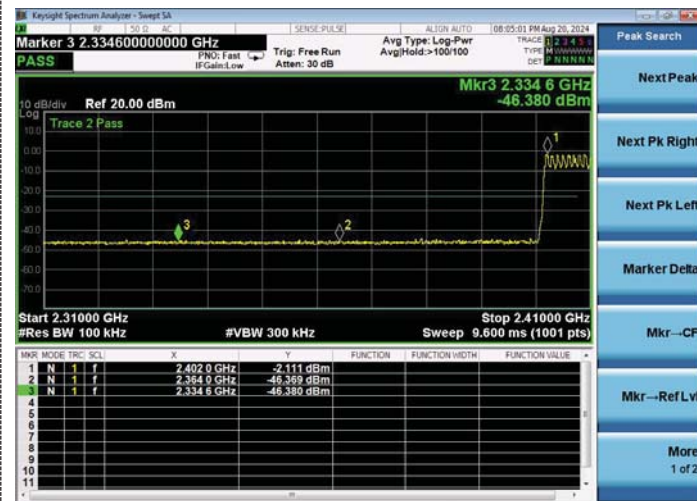 Keysight Spectrum Analyzer - Swept SA
RF 50 Ω AC SENSE:PULSE ALIGN AUTO 08:05:01 PM Aug 20, 2024
Marker 3 2.334600000000 GHz
PASS
PNO: Fast
IFGain:Low
Trig: Free Run
Atten: 30 dB
Avg Type: Log-Pwr
Avg|Hold:>100/100
TRACE 1 2 3 4 5
TYPE M
DET P N N N N N
Mkr3 2.334 6 GHz
-46.380 dBm
10 dB/div Ref 20.00 dBm
Log
Trace 2 Pass
10.0
0.00
-10.0
-20.0
-30.0
-40.0
-50.0
-60.0
-70.0
1
2
3
Start 2.31000 GHz Stop 2.41000 GHz
#Res BW 100 kHz #VBW 300 kHz Sweep 9.600 ms (1001 pts)
MKR MODE TRC SCL X Y FUNCTION FUNCTION WIDTH FUNCTION VALUE
1 N 1 f 2.402 0 GHz -2.111 dBm
2 N 1 f 2.364 0 GHz -46.369 dBm
3 N 1 f 2.334 6 GHz -46.380 dBm
4
5
6
7
8
9
10
11
Peak Search
Next Peak
Next Pk Right
Next Pk Left
Marker Delta
Mkr→CF
Mkr→Ref Lvl
More
1 of 2